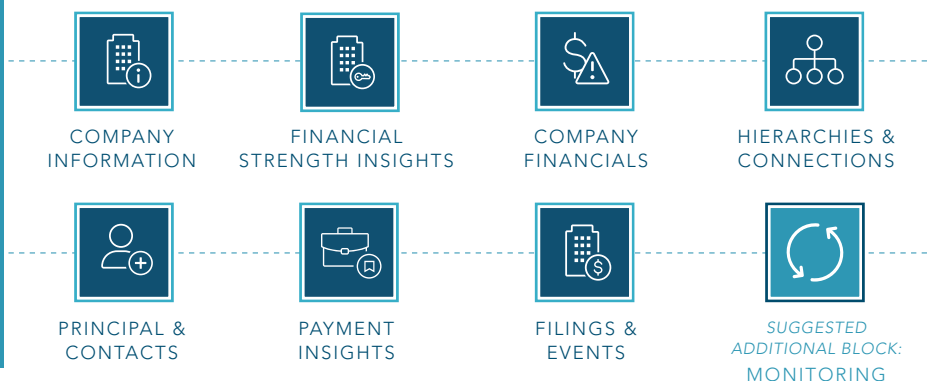 COMPANY
INFORMATION
FINANCIAL
STRENGTH INSIGHTS
COMPANY
FINANCIALS
HIERARCHIES &
CONNECTIONS
PRINCIPAL &
CONTACTS
PAYMENT
INSIGHTS
FILINGS &
EVENTS
SUGGESTED
ADDITIONAL BLOCK:
MONITORING